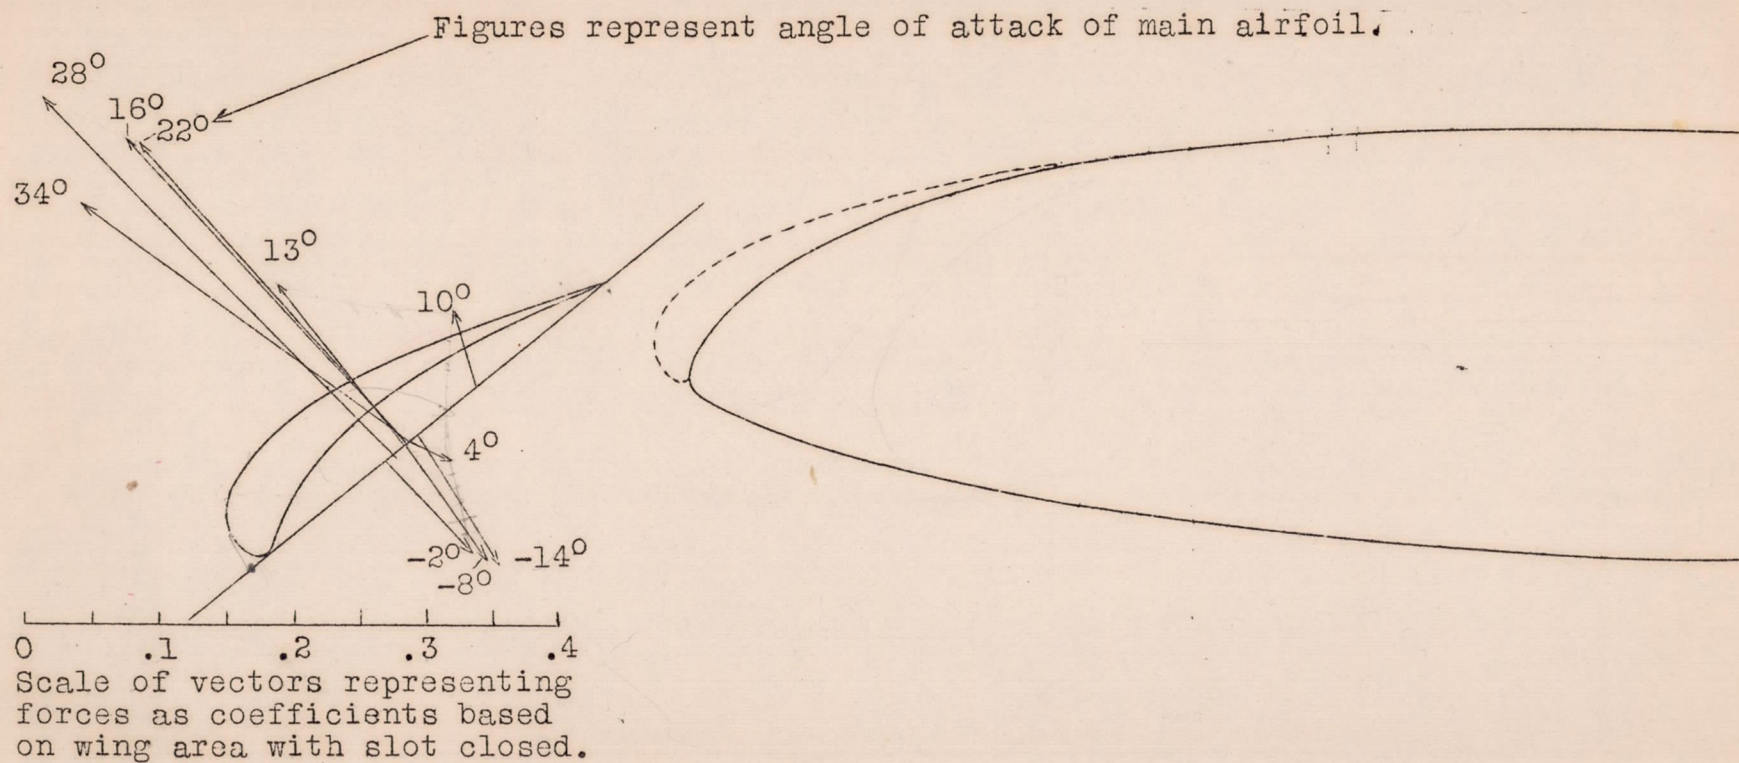 Figures represent angle of attack of main airfoil.
28°
16°
22°
34°
13°
10°
4°
-2°
-14°
-8°
0 .1 .2 .3 .4
Scale of vectors representing
forces as coefficients based
on wing area with slot closed.